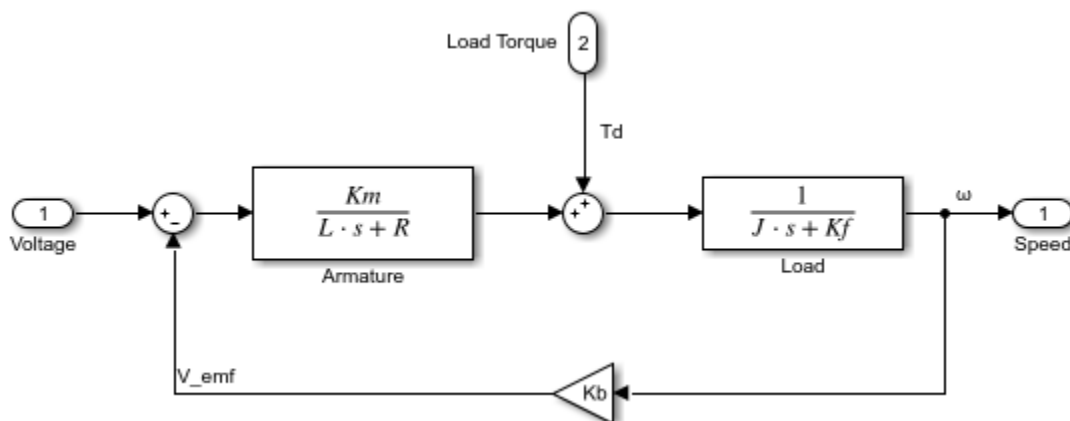 Load Torque
2
Td
1
Voltage
+
-
Km
L · s + R
Armature
+
+
1
J · s + Kf
Load
ω
1
Speed
V_emf
Kb